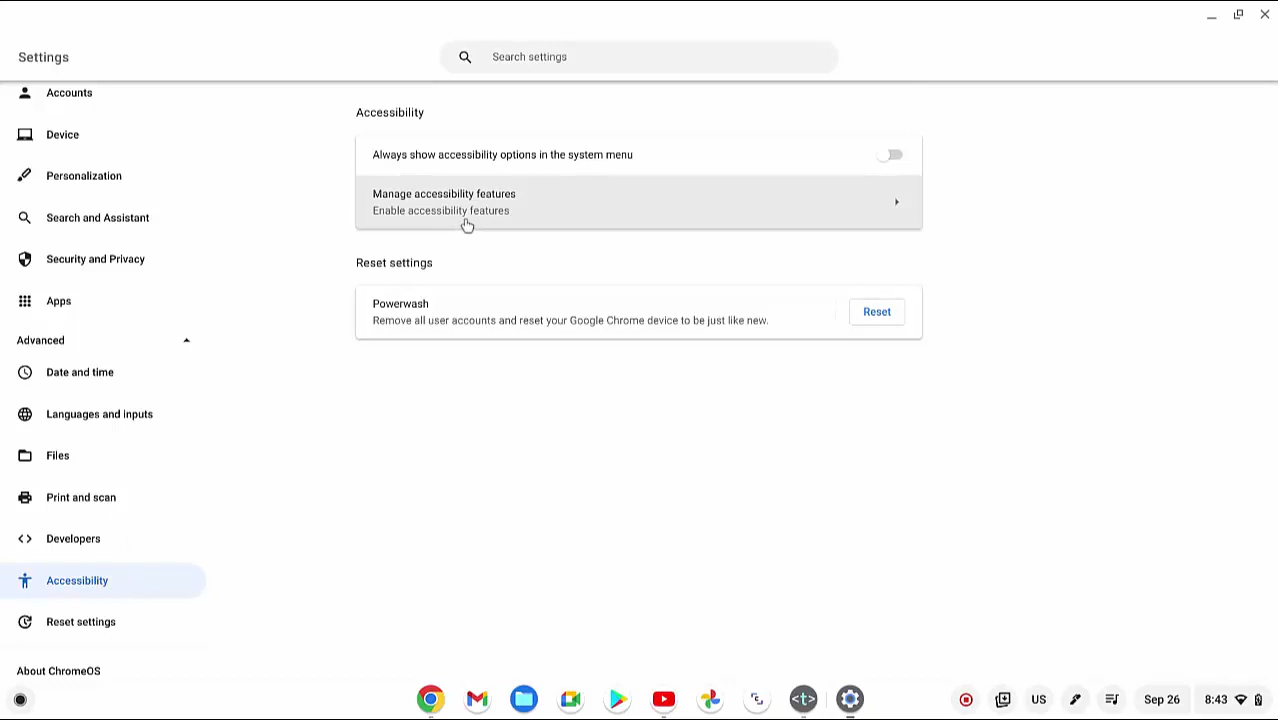 Settings
Search settings
Accounts
Device
Personalization
Search and Assistant
Security and Privacy
Apps
Advanced
Date and time
Languages and inputs
Files
Print and scan
Developers
Accessibility
Reset settings
About ChromeOS
Accessibility
Always show accessibility options in the system menu
Manage accessibility features
Enable accessibility features
Reset settings
Powerwash
Remove all user accounts and reset your Google Chrome device to be just like new.
Reset
<t>
US
Sep 26
8:43